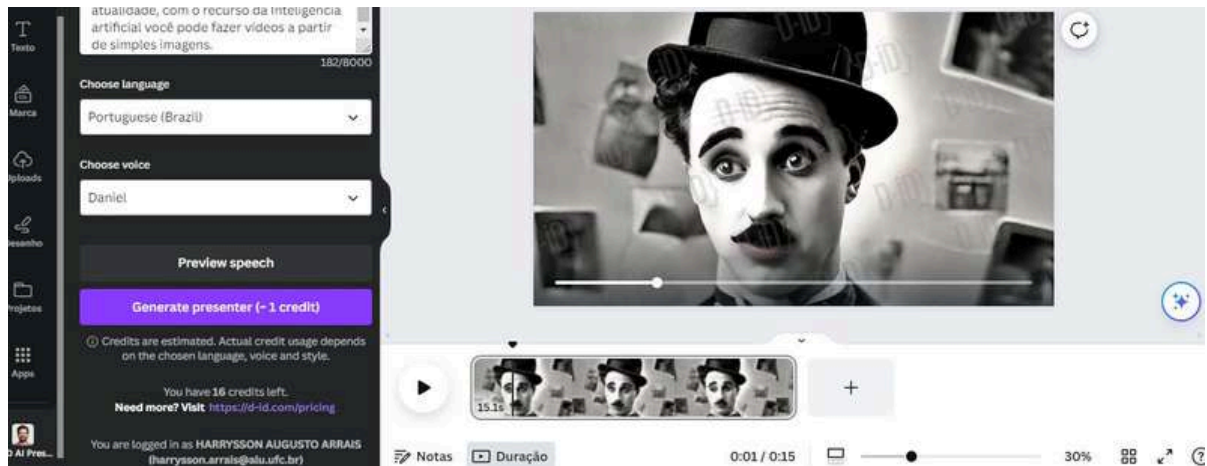 Texto
Marca
Uploads
Desenho
Projetos
Apps
D AI Pres...
atualidade, com o recurso da Inteligência
artificial você pode fazer vídeos a partir
de simples imagens.
182/8000
Choose language
Portuguese (Brazil)
Choose voice
Daniel
Preview speech
Generate presenter (~ 1 credit)
Credits are estimated. Actual credit usage depends
on the chosen language, voice and style.
You have 16 credits left.
Need more? Visit https://d-id.com/pricing
You are logged in as HARRYSSON AUGUSTO ARRAIS
(harrysson.arrais@alu.ufc.br)
D-ID
15.1s
+
Notas
Duração
0:01 / 0:15
30%
?